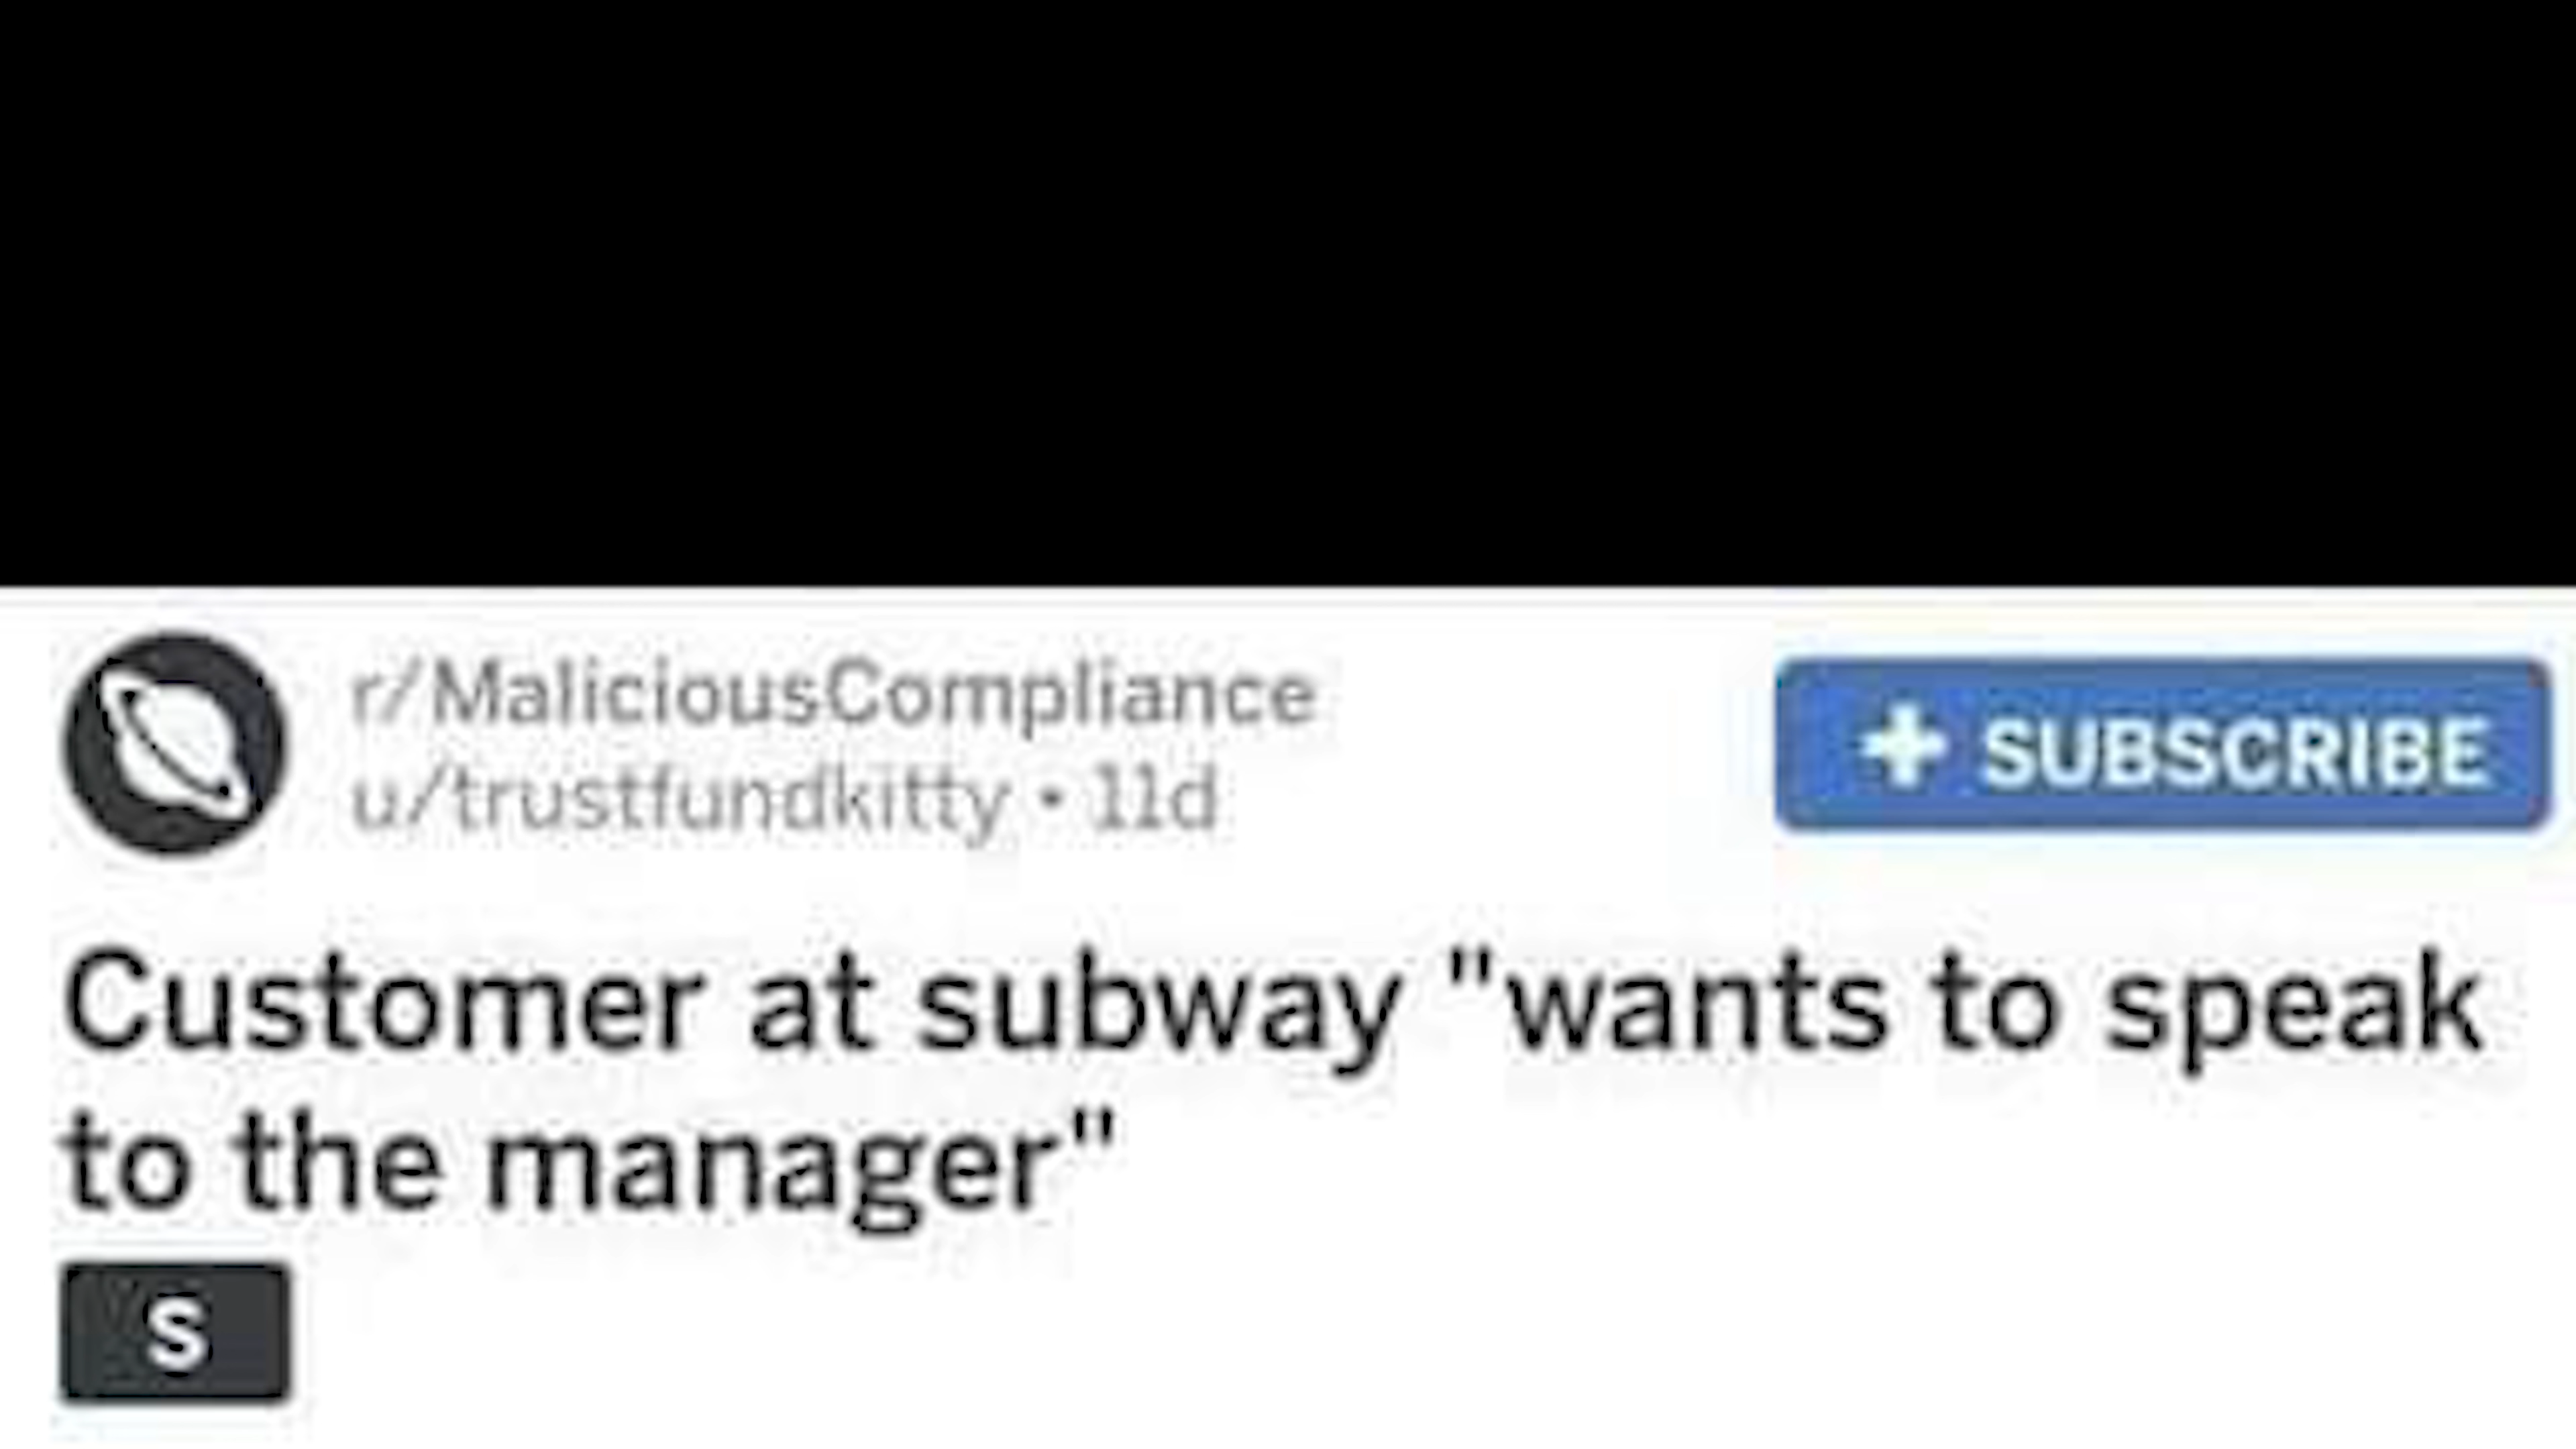 r/MaliciousCompliance
u/trustfundkitty • 11d
+ SUBSCRIBE
Customer at subway "wants to speak
to the manager"
S